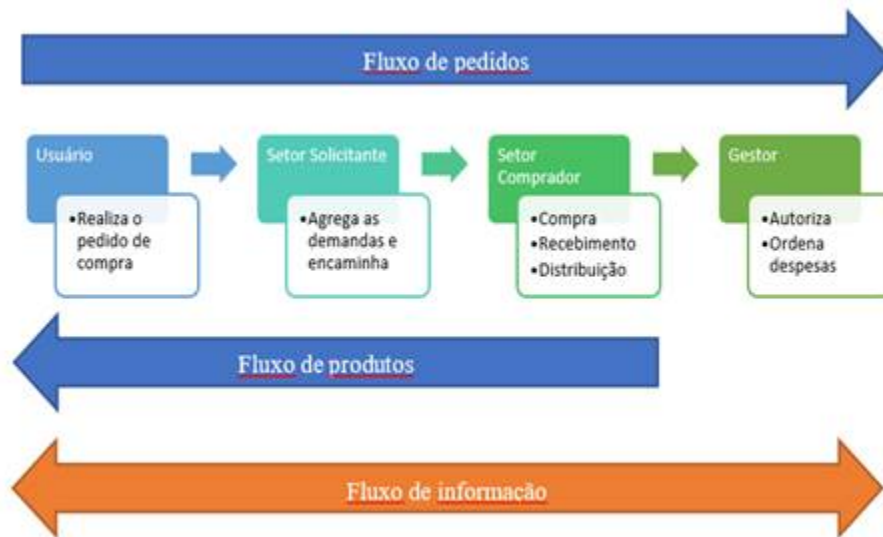 Fluxo de pedidos
Usuário
•Realiza o
pedido de
compra
Setor Solicitante
•Agrega as
demandas e
encaminha
Setor
Comprador
•Compra
•Recebimento
•Distribuição
Gestor
•Autoriza
•Ordena
despesas
Fluxo de produtos
Fluxo de informacão